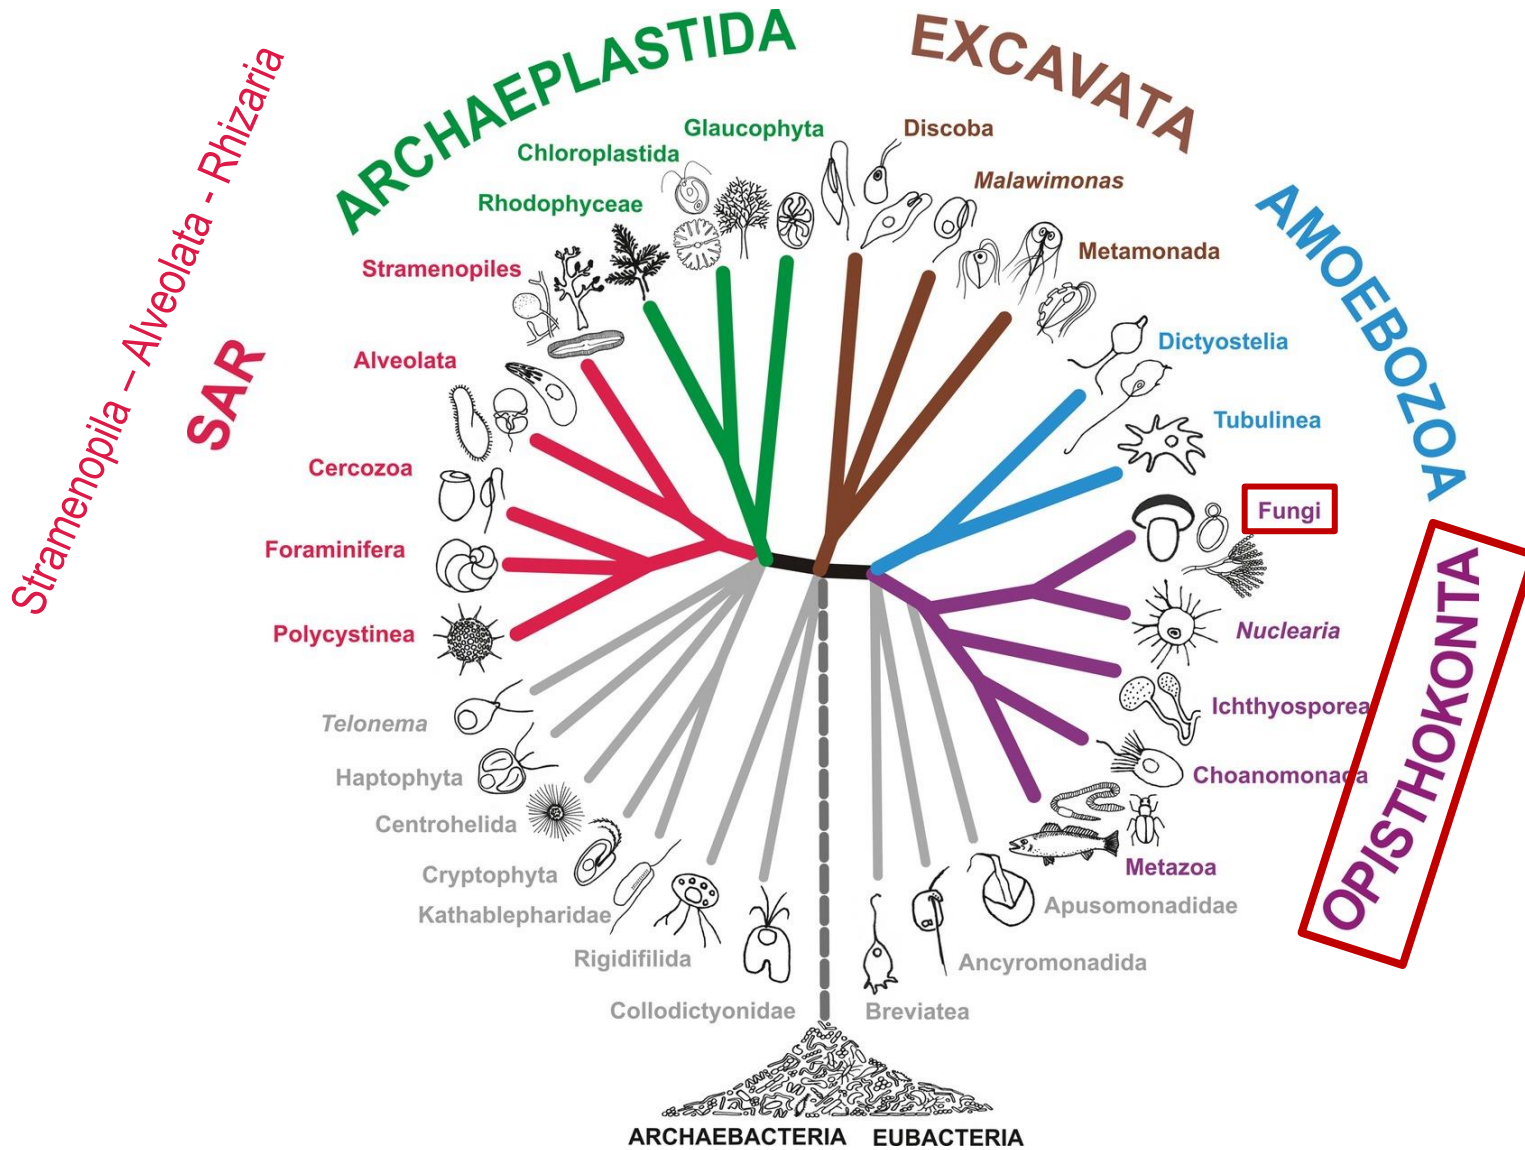 Stramenopila – Alveolata - Rhizaria
SAR
ARCHAEPLASTIDA
EXCAVATA
AMOEBOZOA
OPISTHOKONTA
Glaucophyta
Chloroplastida
Rhodophyceae
Stramenopiles
Alveolata
Cercozoa
Foraminifera
Polycystinea
Telonema
Haptophyta
Centrohelida
Cryptophyta
Kathablepharidae
Rigidifilida
Collodictyonidae
Discoba
Malawimonas
Metamonada
Dictyostelia
Tubulinea
Fungi
Nuclearia
Ichthyosporea
Choanomonada
Metazoa
Apusomonadidae
Ancyromonadida
Breviatea
ARCHAEBACTERIA EUBACTERIA